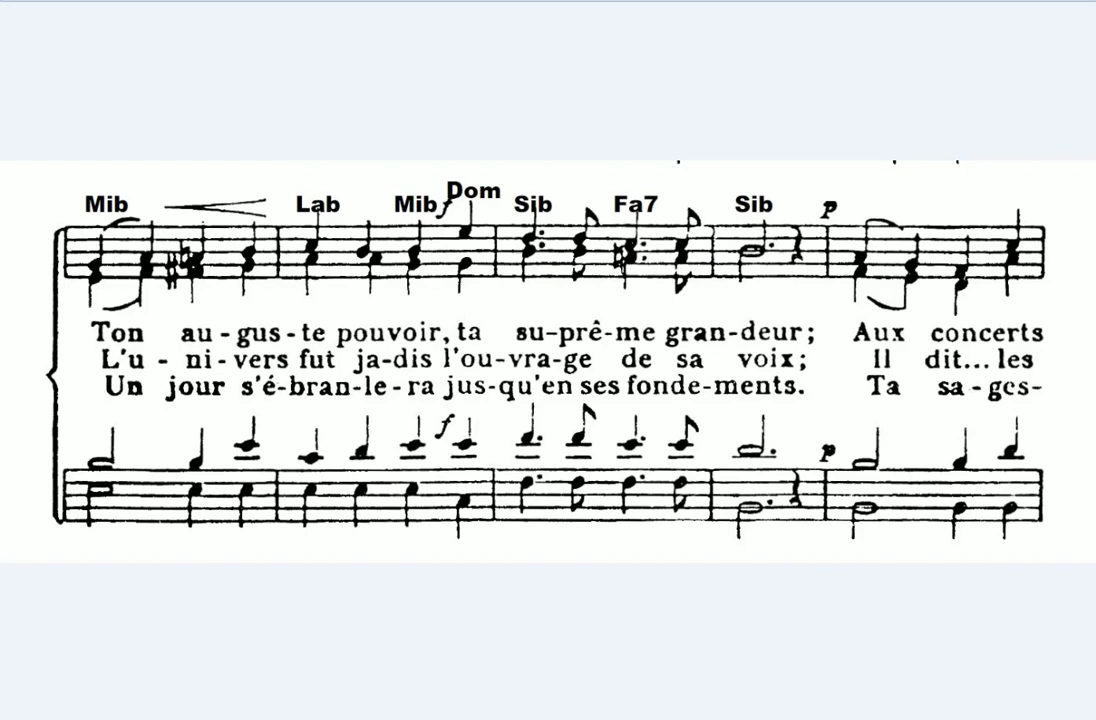 Mib Lab Mib f Dom Sib Fa7 Sib p
Ton au-gus-te pouvoir, ta su-prê-me gran-deur; Aux concerts
L'u-ni-vers fut ja-dis l'ou-vra-ge de sa voix; Il dit... les
Un jour s'é-bran-le-ra jus-qu'en ses fonde-ments. Ta sa-ges-
f p